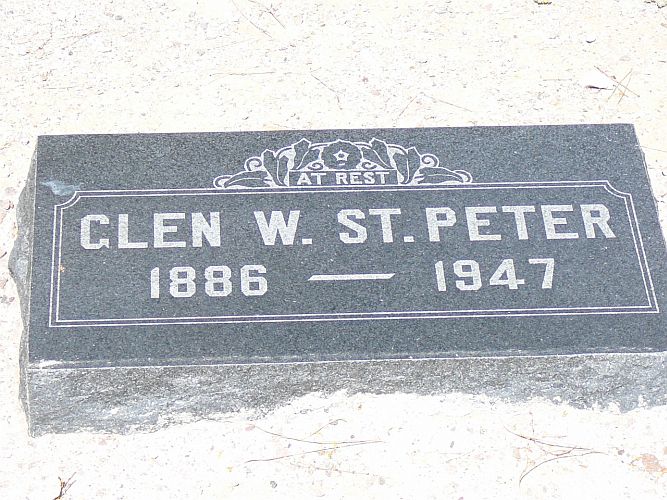 AT REST
GLEN W. ST. PETER
1886 — 1947